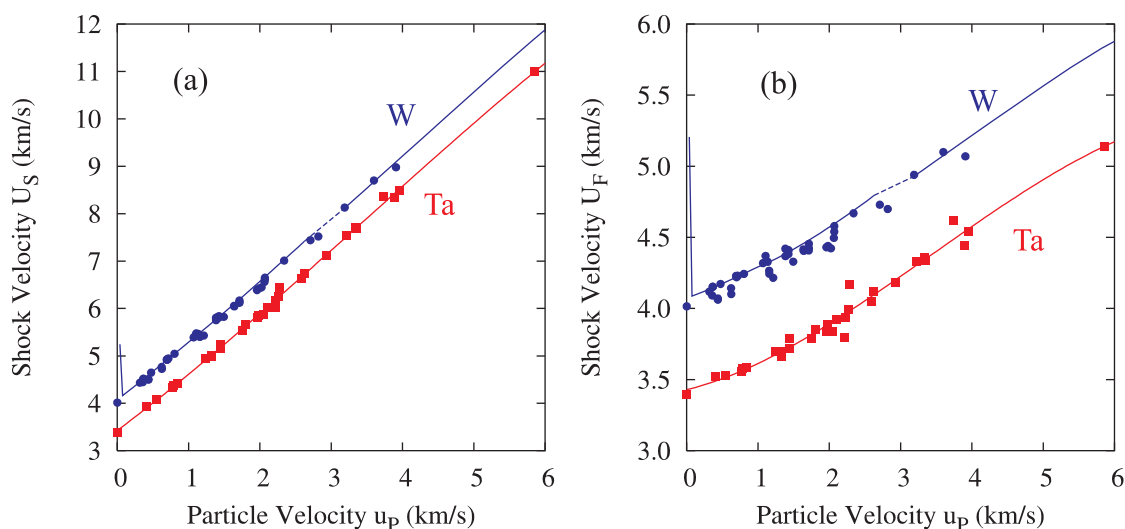 (a)
W
Ta
Shock Velocity U_S (km/s)
12
11
10
9
8
7
6
5
4
3
0 1 2 3 4 5 6
Particle Velocity u_P (km/s)
(b)
W
Ta
Shock Velocity U_F (km/s)
6.0
5.5
5.0
4.5
4.0
3.5
3.0
0 1 2 3 4 5 6
Particle Velocity u_P (km/s)